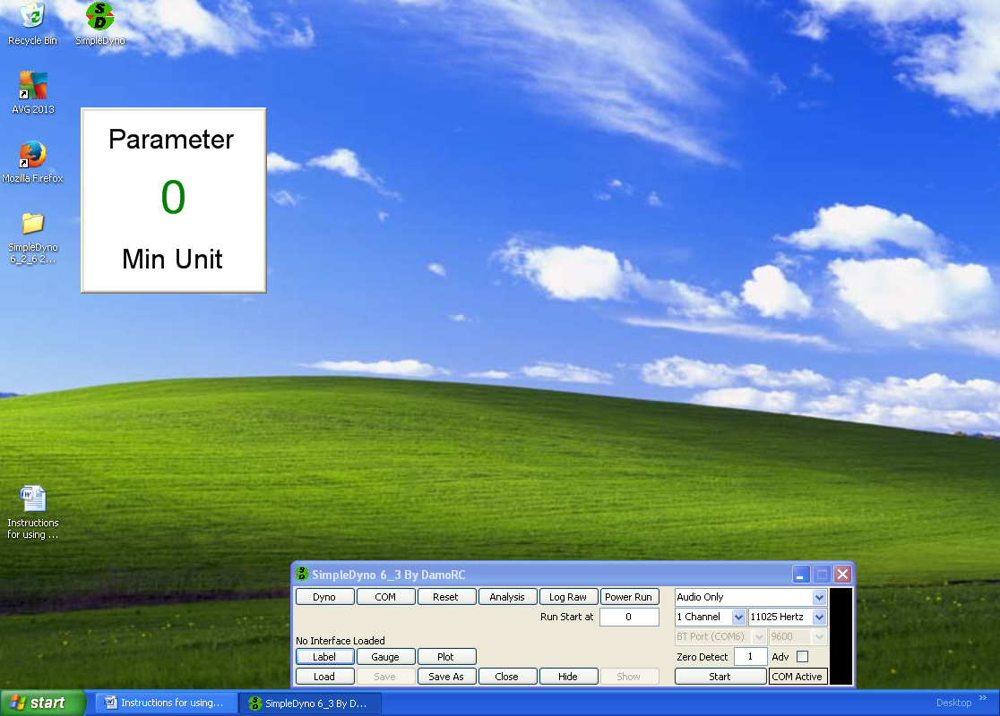 Recycle Bin
SimpleDyno
AVG 2013
Mozilla Firefox
SimpleDyno
6_2_6 2...
Parameter
0
Min Unit
Instructions
for using ...
SimpleDyno 6_3 By DamoRC
Dyno COM Reset Analysis Log Raw Power Run Audio Only
Run Start at 0 1 Channel 11025 Hertz
No Interface Loaded BT Port (COM6) 9600
Label Gauge Plot Zero Detect 1 Adv
Load Save Save As Close Hide Show Start COM Active
start Instructions for using... SimpleDyno 6_3 By D... Desktop »